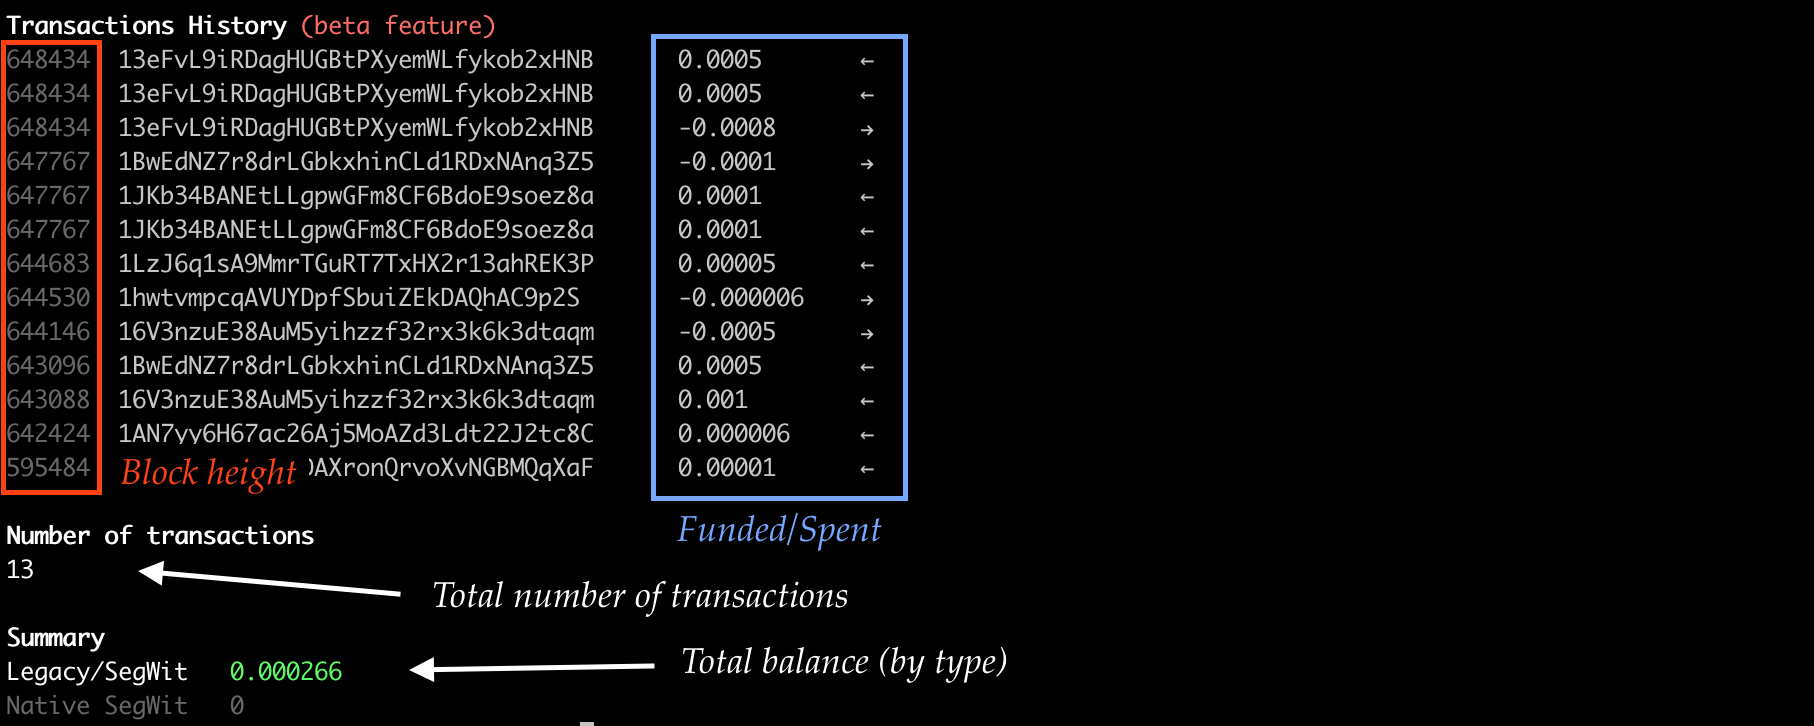 Transactions History (beta feature)
648434 13eFvL9iRDagHUGBtPXyemWLfykob2xHNB 0.0005 ←
648434 13eFvL9iRDagHUGBtPXyemWLfykob2xHNB 0.0005 ←
648434 13eFvL9iRDagHUGBtPXyemWLfykob2xHNB -0.0008 →
647767 1BwEdNZ7r8drLGbkxhinCLd1RDxNAnq3Z5 -0.0001 →
647767 1JKb34BANEtLLgpwGFm8CF6BdoE9soez8a 0.0001 ←
647767 1JKb34BANEtLLgpwGFm8CF6BdoE9soez8a 0.0001 ←
644683 1LzJ6q1sA9MmrTGuRT7TxHX2r13ahREK3P 0.00005 ←
644530 1hwtvmpcqAVUYDpfSbuiZEkDAQhAC9p2S -0.000006 →
644146 16V3nzuE38AuM5yihzzf32rx3k6k3dtaqm -0.0005 →
643096 1BwEdNZ7r8drLGbkxhinCLd1RDxNAnq3Z5 0.0005 ←
643088 16V3nzuE38AuM5yihzzf32rx3k6k3dtaqm 0.001 ←
642424 1AN7yy6H67ac26Aj5MoAZd3Ldt22J2tc8C 0.000006 ←
595484 Block height AXronQrvoXvNGBMQqXaF 0.00001 ←
Funded/Spent
Number of transactions
13
Total number of transactions
Summary
Legacy/SegWit 0.000266
Total balance (by type)
Native SegWit 0